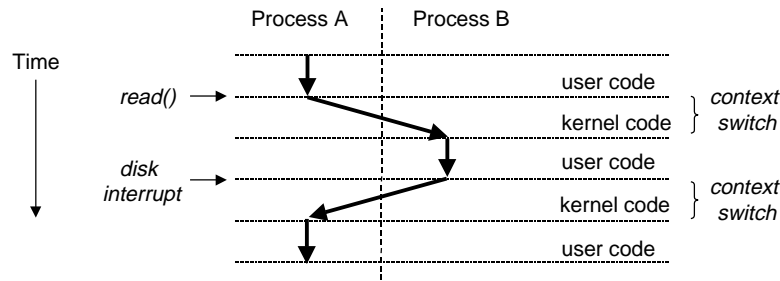 Process A Process B
Time
user code
read()
context
switch
kernel code
user code
disk
interrupt
context
switch
kernel code
user code